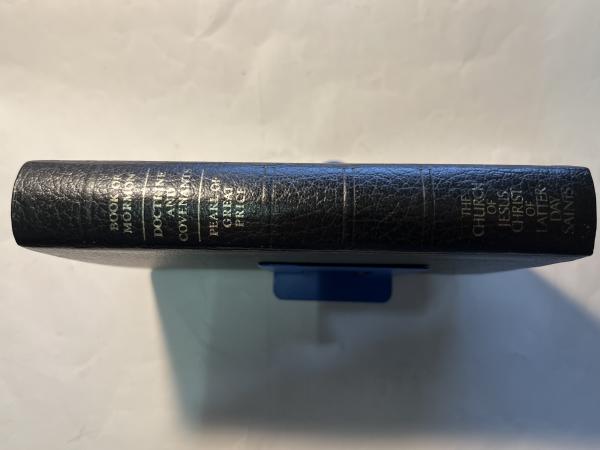 BOOK OF
MORMON
DOCTRINE
AND
COVENANTS
PEARL OF
GREAT
PRICE
THE
CHURCH
OF
JESUS
CHRIST
OF
LATTER
DAY
SAINTS